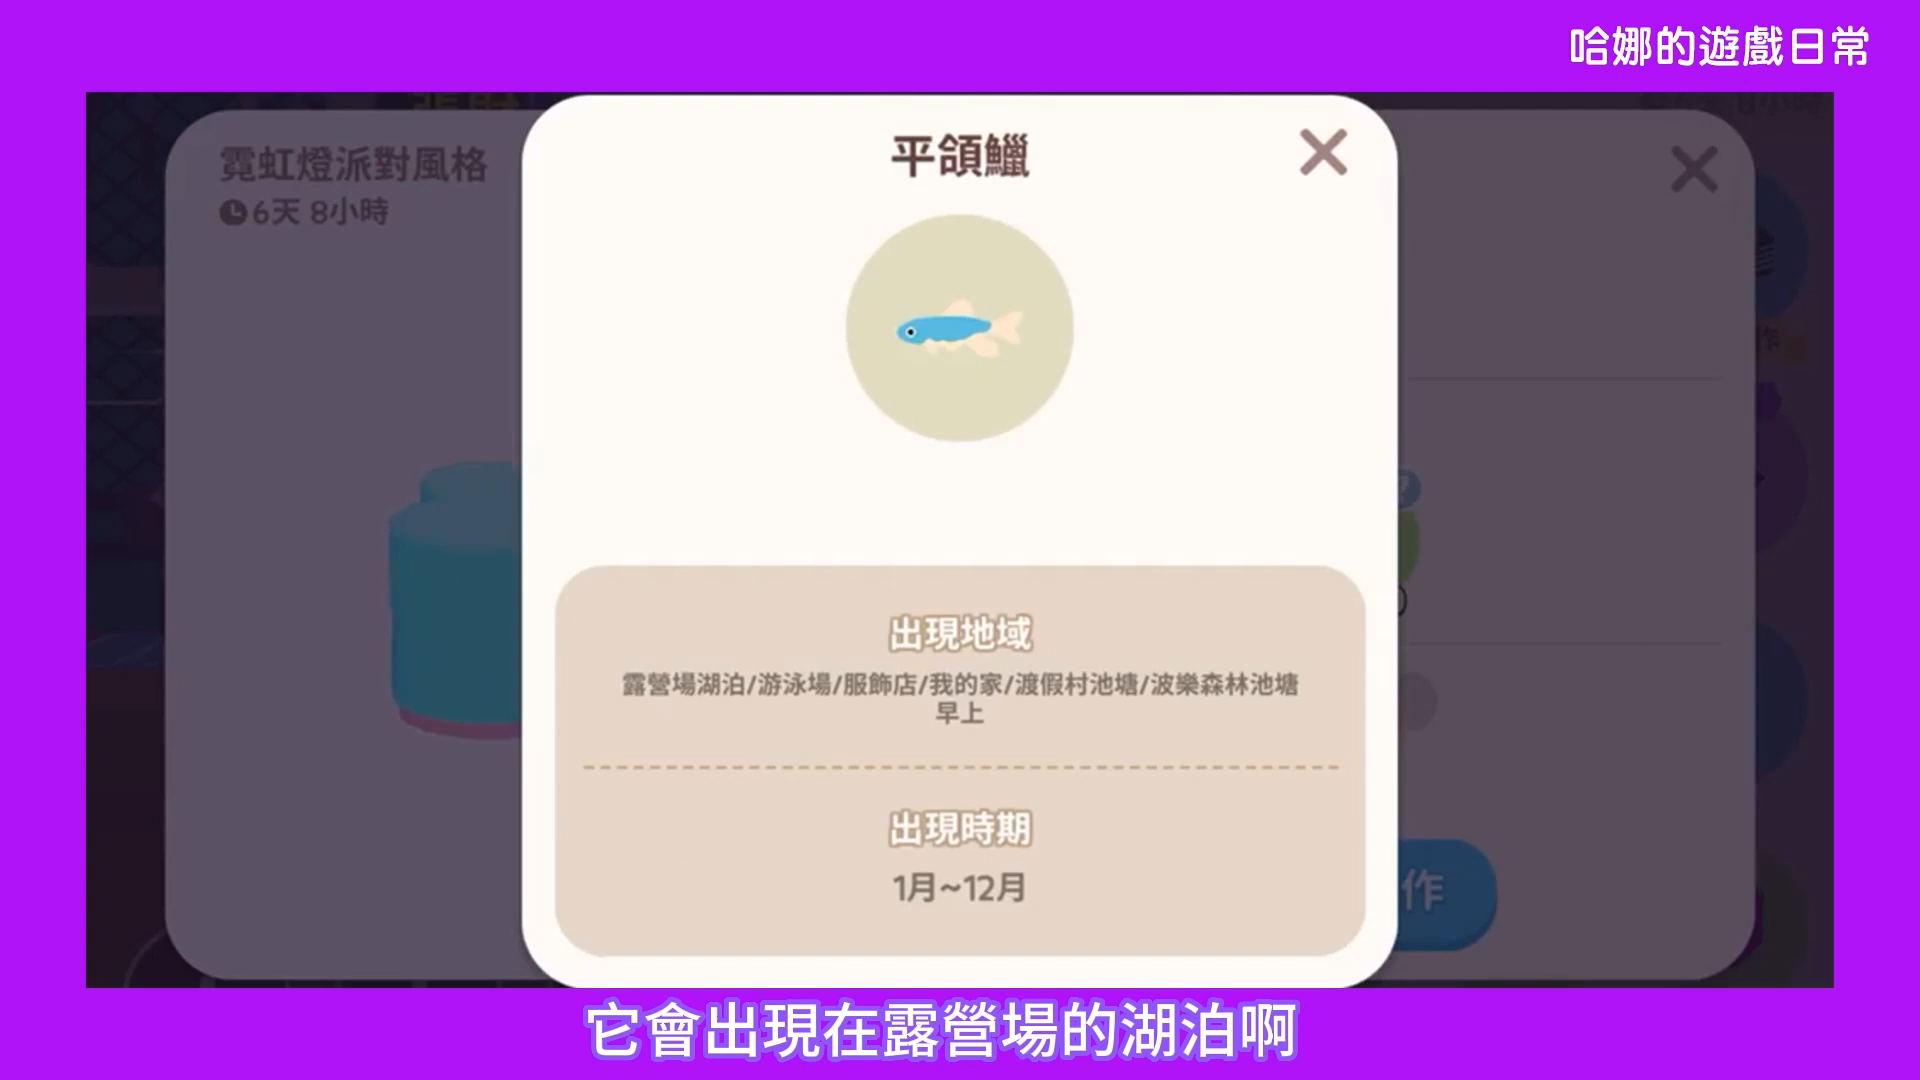 哈娜的遊戲日常
霓虹燈派對風格
6天 8小時
平頜鱲
出現地域
露營場湖泊/游泳場/服飾店/我的家/渡假村池塘/波樂森林池塘
早上
出現時期
1月~12月
作
作
它會出現在露營場的湖泊啊